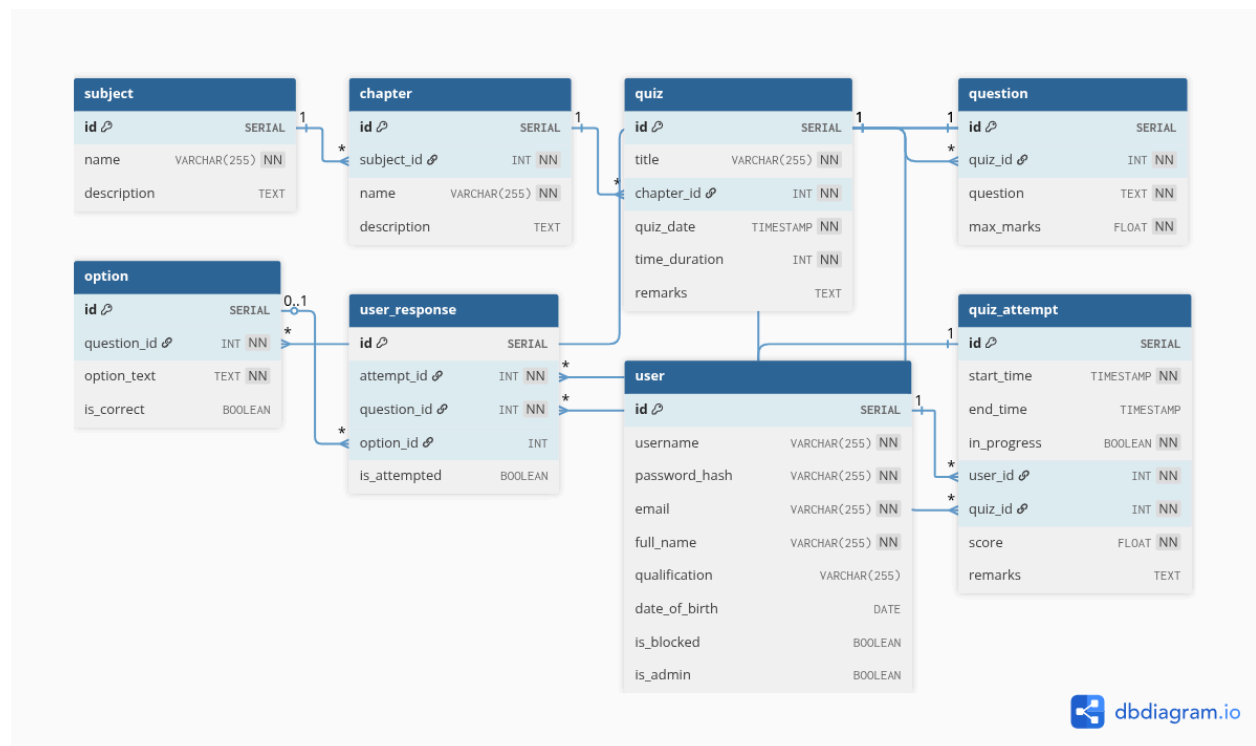 subject
id SERIAL
name VARCHAR(255) NN
description TEXT
1
*
chapter
id SERIAL
subject_id INT NN
name VARCHAR(255) NN
description TEXT
1
*
quiz
id SERIAL
title VARCHAR(255) NN
chapter_id INT NN
quiz_date TIMESTAMP NN
time_duration INT NN
remarks TEXT
1
1
*
question
id SERIAL
quiz_id INT NN
question TEXT NN
max_marks FLOAT NN
option
id SERIAL
question_id INT NN
option_text TEXT NN
is_correct BOOLEAN
0..1
*
*
user_response
id SERIAL
attempt_id INT NN
question_id INT NN
option_id INT
is_attempted BOOLEAN
*
*
user
id SERIAL
username VARCHAR(255) NN
password_hash VARCHAR(255) NN
email VARCHAR(255) NN
full_name VARCHAR(255) NN
qualification VARCHAR(255)
date_of_birth DATE
is_blocked BOOLEAN
is_admin BOOLEAN
1
1
*
*
quiz_attempt
id SERIAL
start_time TIMESTAMP NN
end_time TIMESTAMP
in_progress BOOLEAN NN
user_id INT NN
quiz_id INT NN
score FLOAT NN
remarks TEXT
dbdiagram.io